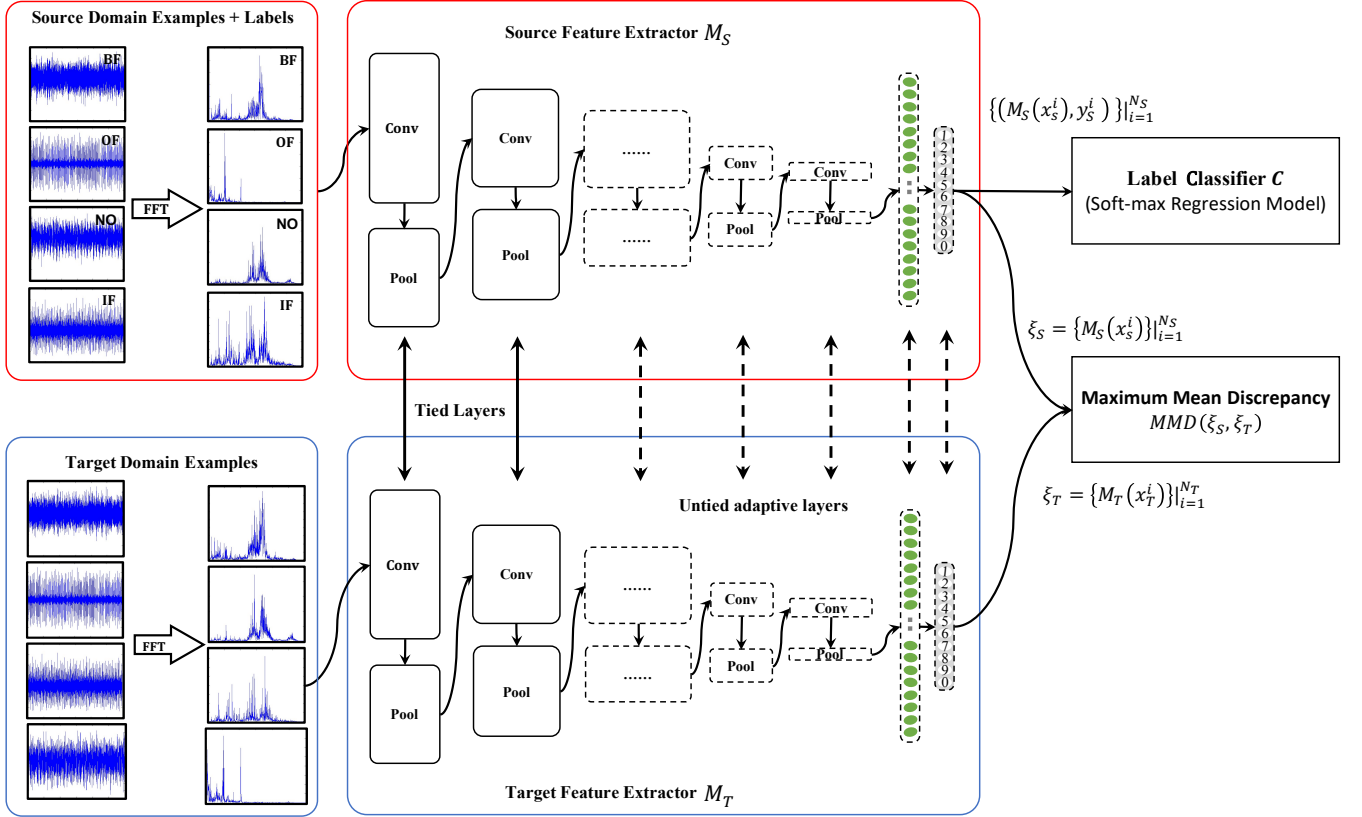 Source Domain Examples + Labels
BF
OF
NO
IF
FFT
BF
OF
NO
IF
Source Feature Extractor M_S
Conv
Pool
Conv
Pool
......
......
Conv
Pool
Conv
Pool
1
2
3
4
5
6
7
8
9
0
{(M_S(x_s^i), y_s^i )}|_{i=1}^{N_S}
Label Classifier C
(Soft-max Regression Model)
ξ_S = {M_S(x_s^i)}|_{i=1}^{N_S}
Maximum Mean Discrepancy
MMD(ξ_S, ξ_T)
ξ_T = {M_T(x_T^i)}|_{i=1}^{N_T}
Tied Layers
Target Domain Examples
FFT
Untied adaptive layers
Conv
Pool
Conv
Pool
......
......
Conv
Pool
Conv
Pool
1
2
3
4
5
6
7
8
9
0
Target Feature Extractor M_T